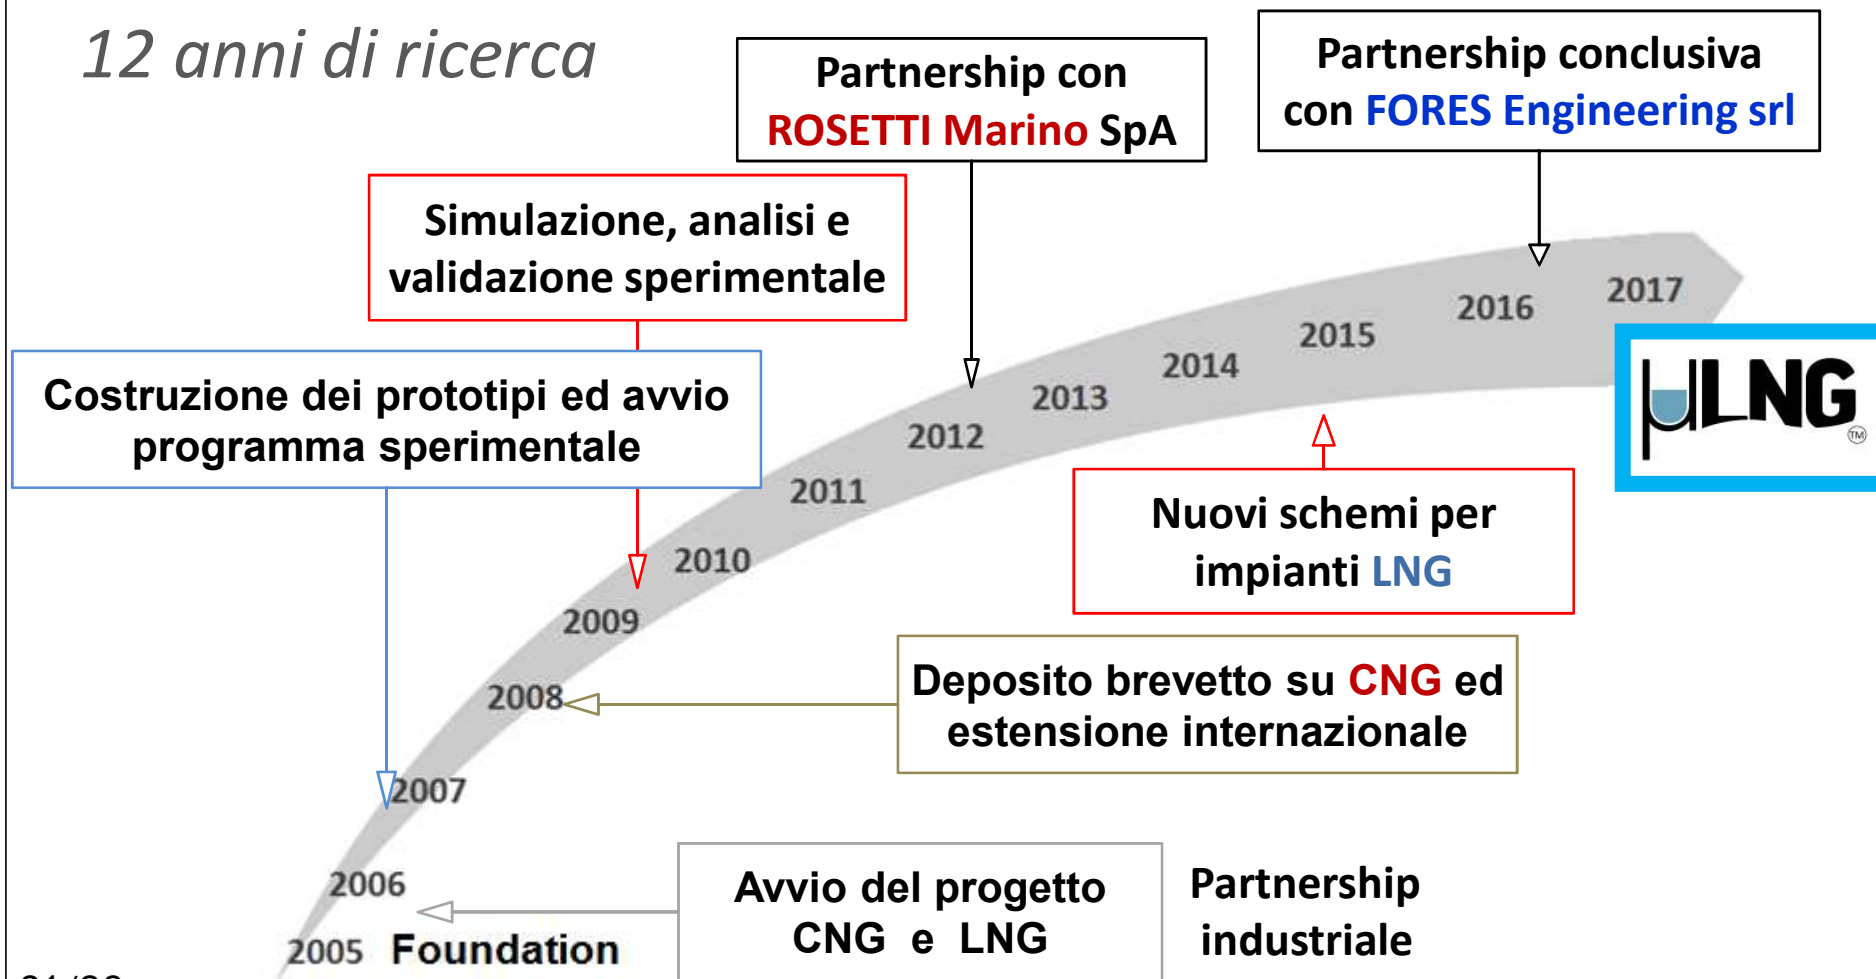 12 anni di ricerca
Partnership con
ROSETTI Marino SpA
Partnership conclusiva
con FORES Engineering srl
Simulazione, analisi e
validazione sperimentale
Costruzione dei prototipi ed avvio
programma sperimentale
2017
2016
2015
2014
2013
2012
2011
2010
2009
2008
2007
2006
2005 Foundation
µLNG
TM
Nuovi schemi per
impianti LNG
Deposito brevetto su CNG ed
estensione internazionale
Avvio del progetto
CNG e LNG
Partnership
industriale